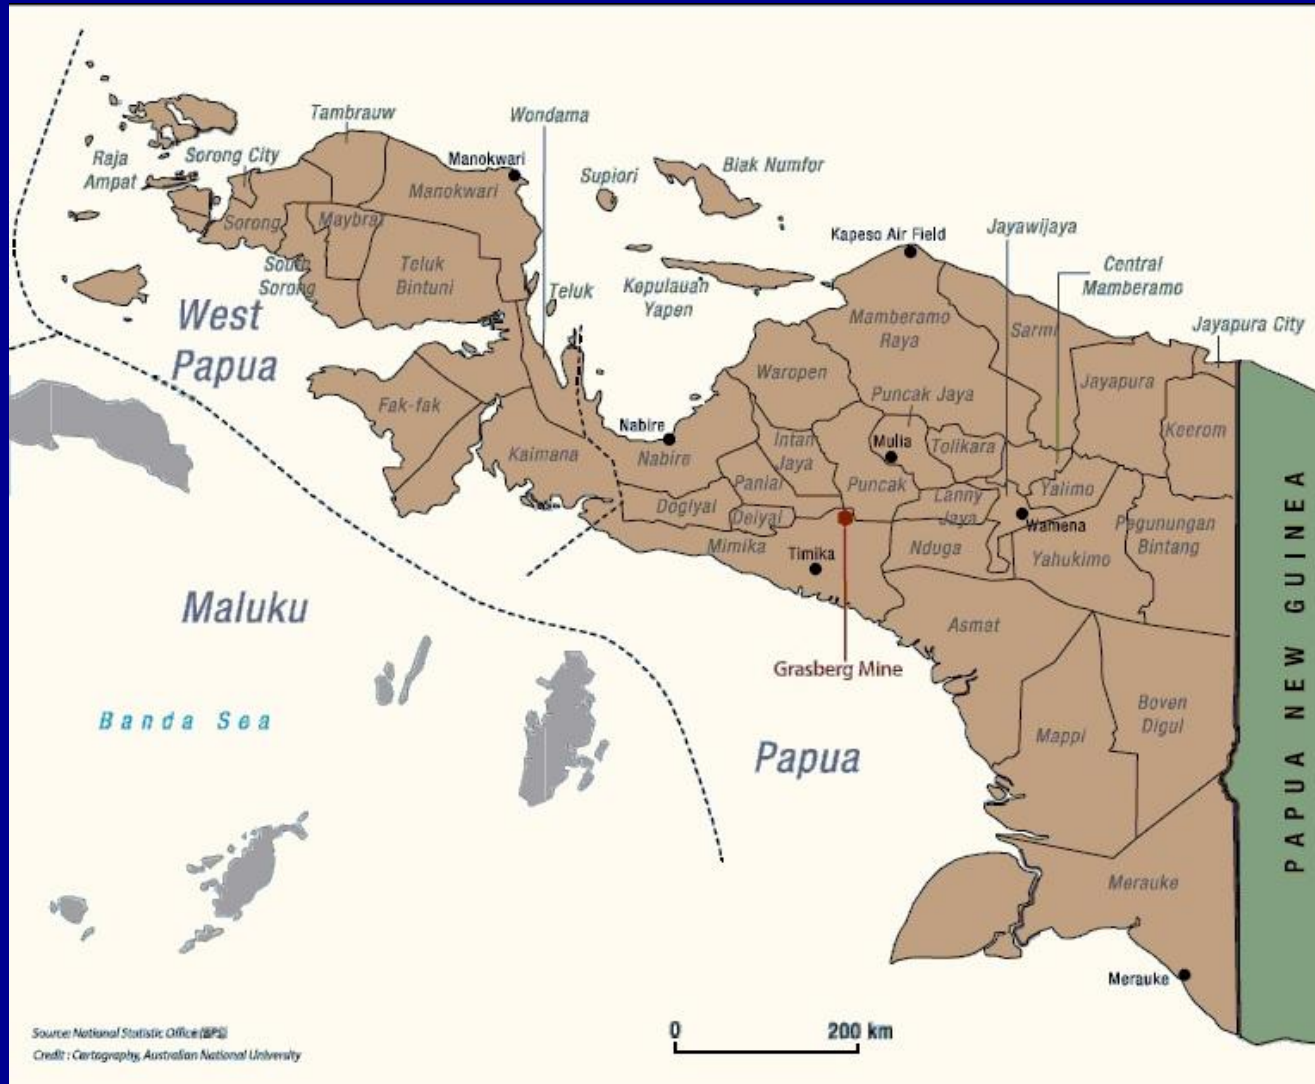 Tambrauw
Wondama
Raja
Ampat
Sorong City
Manokwari
Manokwari
Supiori
Biak Numfor
Sorong
Maybrat
Kapeso Air Field
Jayawijaya
South
Sorong
Teluk
Bintuni
Teluk
Kepulauan
Yapen
Central
Mamberamo
West
Papua
Mamberamo
Raya
Sarmi
Jayapura City
Waropen
Jayapura
Fak-fak
Puncak Jaya
Nabire
Mulia
Tolikara
Keerom
Kaimana
Nabire
Intan
Jaya
Paniai
Puncak
Lanny
Jaya
Yalimo
Dogiyai
Deiyai
Wamena
Pegunungan
Bintang
Mimika
Timika
Nduga
Yahukimo
PAPUA NEW GUINEA
Maluku
Asmat
Grasberg Mine
Banda Sea
Papua
Mappi
Boven
Digul
Merauke
Merauke
Source: National Statistic Office (BPS)
Credit : Cartography, Australian National University
0 200 km